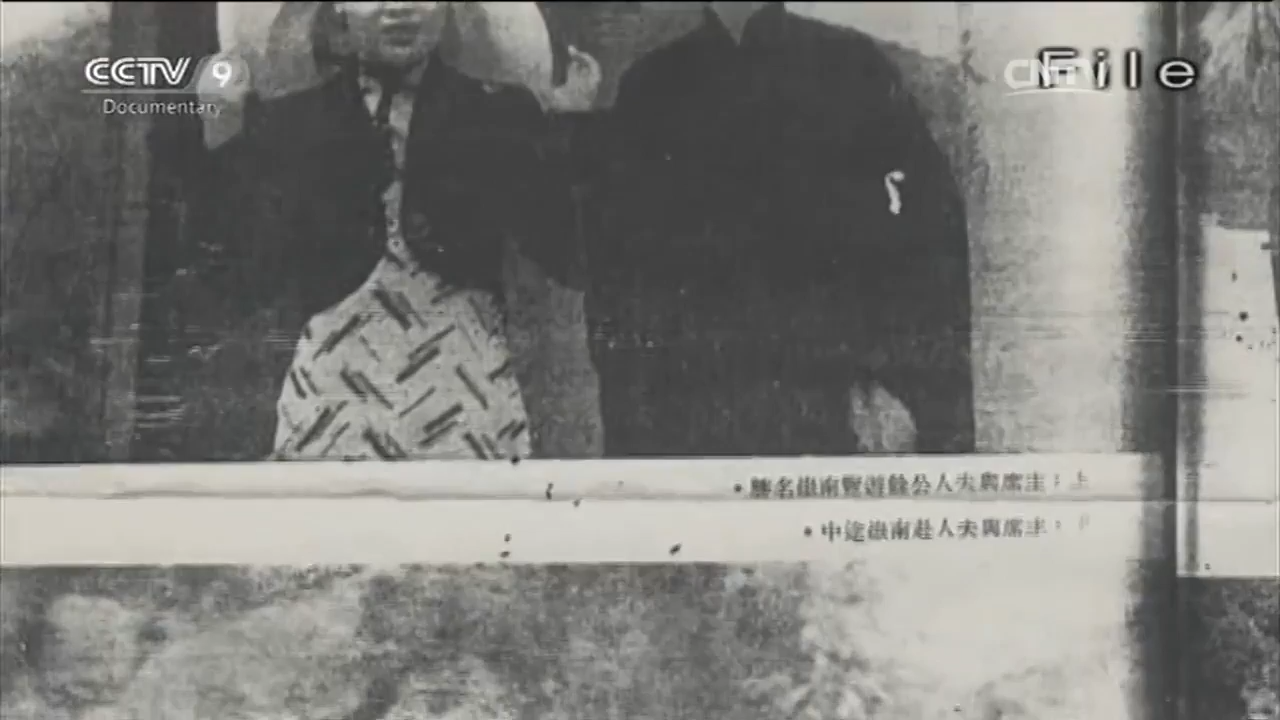 CCTV 9
Documentary
CNTV
File
上：主席與夫人公餘遊覽南嶽名勝。
：主席與夫人赴南嶽途中。